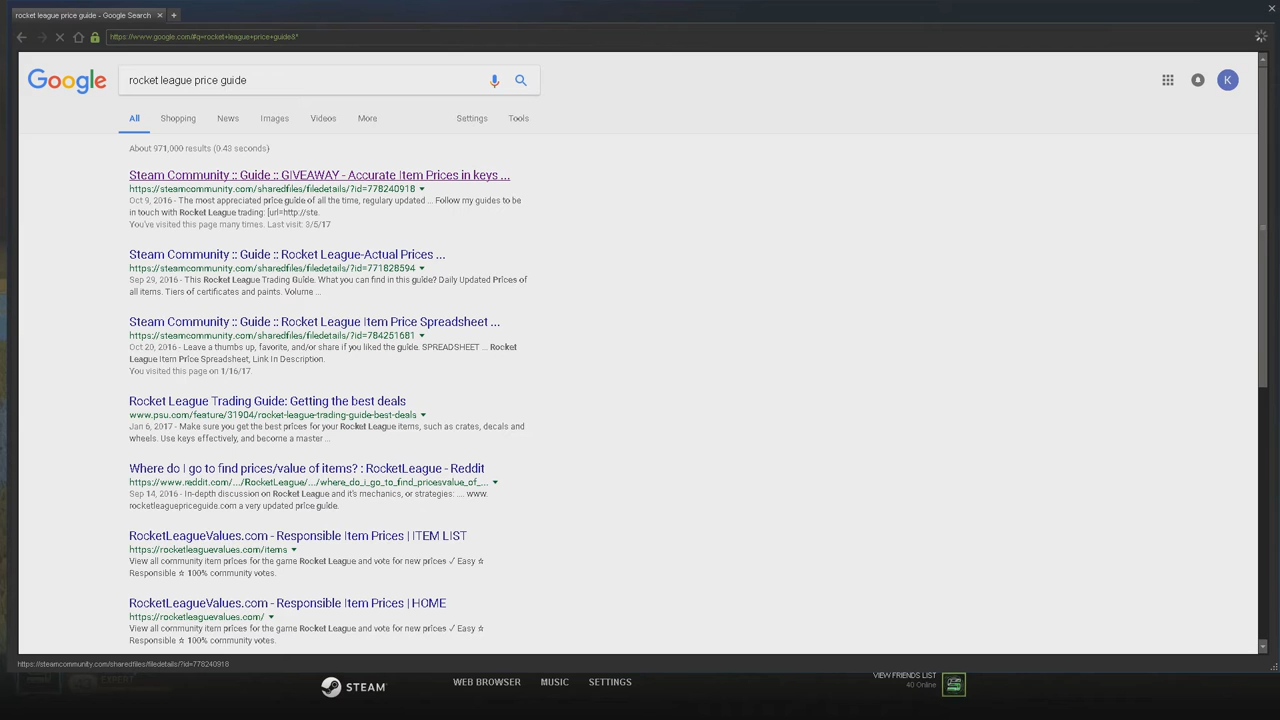 rocket league price guide - Google Search
https://www.google.com/#q=rocket+league+price+guide&*
Google
rocket league price guide
K
All
Shopping
News
Images
Videos
More
Settings
Tools
About 971,000 results (0.43 seconds)
Steam Community :: Guide :: GIVEAWAY - Accurate Item Prices in keys ...
https://steamcommunity.com/sharedfiles/filedetails/?id=778240918
Oct 9, 2016 - The most appreciated price guide of all the time, regulary updated ... Follow my guides to be
in touch with Rocket League trading: [url=http://ste.
You've visited this page many times. Last visit: 3/5/17
Steam Community :: Guide :: Rocket League-Actual Prices ...
https://steamcommunity.com/sharedfiles/filedetails/?id=771828594
Sep 29, 2016 - This Rocket League Trading Guide. What you can find in this guide? Daily Updated Prices of
all items. Tiers of certificates and paints. Volume ...
Steam Community :: Guide :: Rocket League Item Price Spreadsheet ...
https://steamcommunity.com/sharedfiles/filedetails/?id=784251681
Oct 20, 2016 - Leave a thumbs up, favorite, and/or share if you liked the guide. SPREADSHEET ... Rocket
League Item Price Spreadsheet, Link In Description.
You visited this page on 1/16/17.
Rocket League Trading Guide: Getting the best deals
www.psu.com/feature/31904/rocket-league-trading-guide-best-deals
Jan 6, 2017 - Make sure you get the best prices for your Rocket League items, such as crates, decals and
wheels. Use keys effectively, and become a master ...
Where do I go to find prices/value of items? : RocketLeague - Reddit
https://www.reddit.com/.../RocketLeague/.../where_do_i_go_to_find_pricesvalue_of_...
Sep 14, 2016 - In-depth discussion on Rocket League and it's mechanics, or strategies: .... www.
rocketleaguepriceguide.com a very updated price guide.
RocketLeagueValues.com - Responsible Item Prices | ITEM LIST
https://rocketleaguevalues.com/items
View all community item prices for the game Rocket League and vote for new prices ✓ Easy ☆
Responsible ☆ 100% community votes.
RocketLeagueValues.com - Responsible Item Prices | HOME
https://rocketleaguevalues.com/
View all community item prices for the game Rocket League and vote for new prices ✓ Easy ☆
Responsible ☆ 100% community votes.
https://steamcommunity.com/sharedfiles/filedetails/?id=778240918
EXPERT
STEAM
WEB BROWSER
MUSIC
SETTINGS
VIEW FRIENDS LIST
40 Online